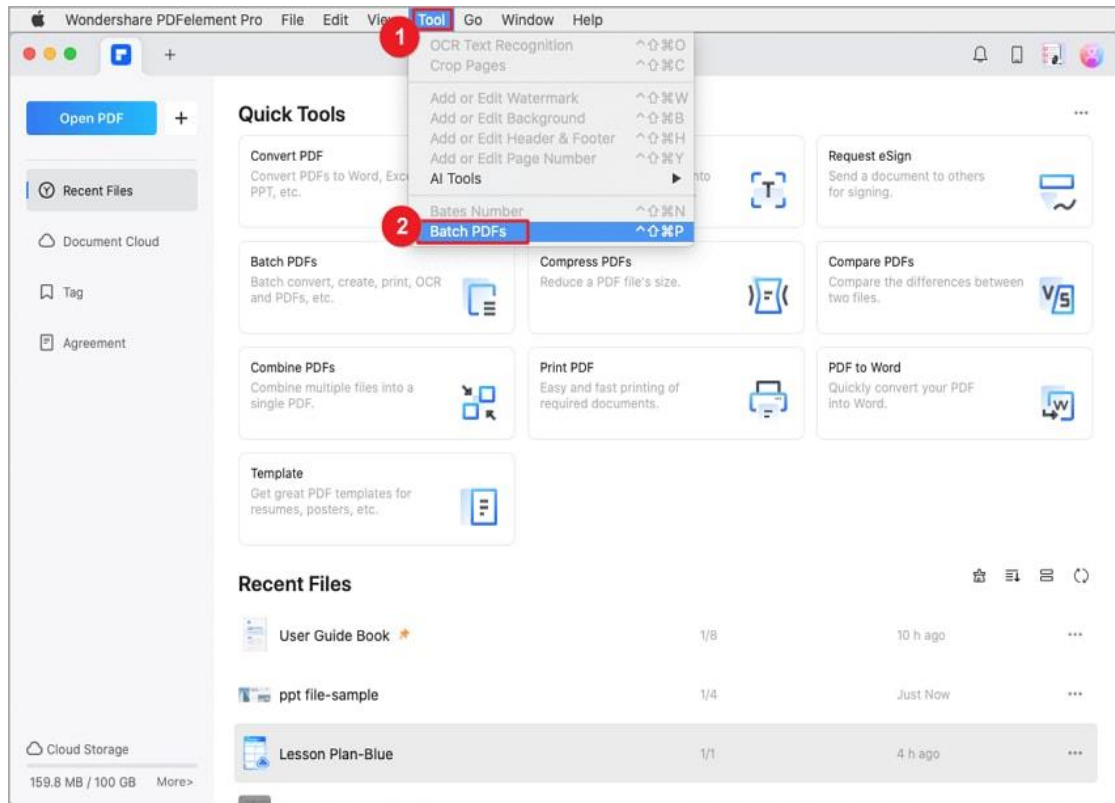 Wondershare PDFelement Pro File Edit Tool Go Window Help
1
OCR Text Recognition ^⇧⌘O
Crop Pages ^⇧⌘C
Add or Edit Watermark ^⇧⌘W
Add or Edit Background ^⇧⌘B
Add or Edit Header & Footer ^⇧⌘H
Add or Edit Page Number ^⇧⌘Y
AI Tools
Bates Number ^⇧⌘N
2
Batch PDFs ^⇧⌘P
Open PDF +
Recent Files
Document Cloud
Tag
Agreement
Cloud Storage
159.8 MB / 100 GB More>
Quick Tools
Convert PDF
Convert PDFs to Word,
PPT, etc.
Request eSign
Send a document to others
for signing.
Batch PDFs
Batch convert, create, print, OCR
and PDFs, etc.
Compress PDFs
Reduce a PDF file's size.
Compare PDFs
Compare the differences between
two files.
V/S
Combine PDFs
Combine multiple files into a
single PDF.
Print PDF
Easy and fast printing of
required documents.
PDF to Word
Quickly convert your PDF
into Word.
W
Template
Get great PDF templates for
resumes, posters, etc.
Recent Files
User Guide Book 1/8 10 h ago
ppt file-sample 1/4 Just Now
Lesson Plan-Blue 1/1 4 h ago